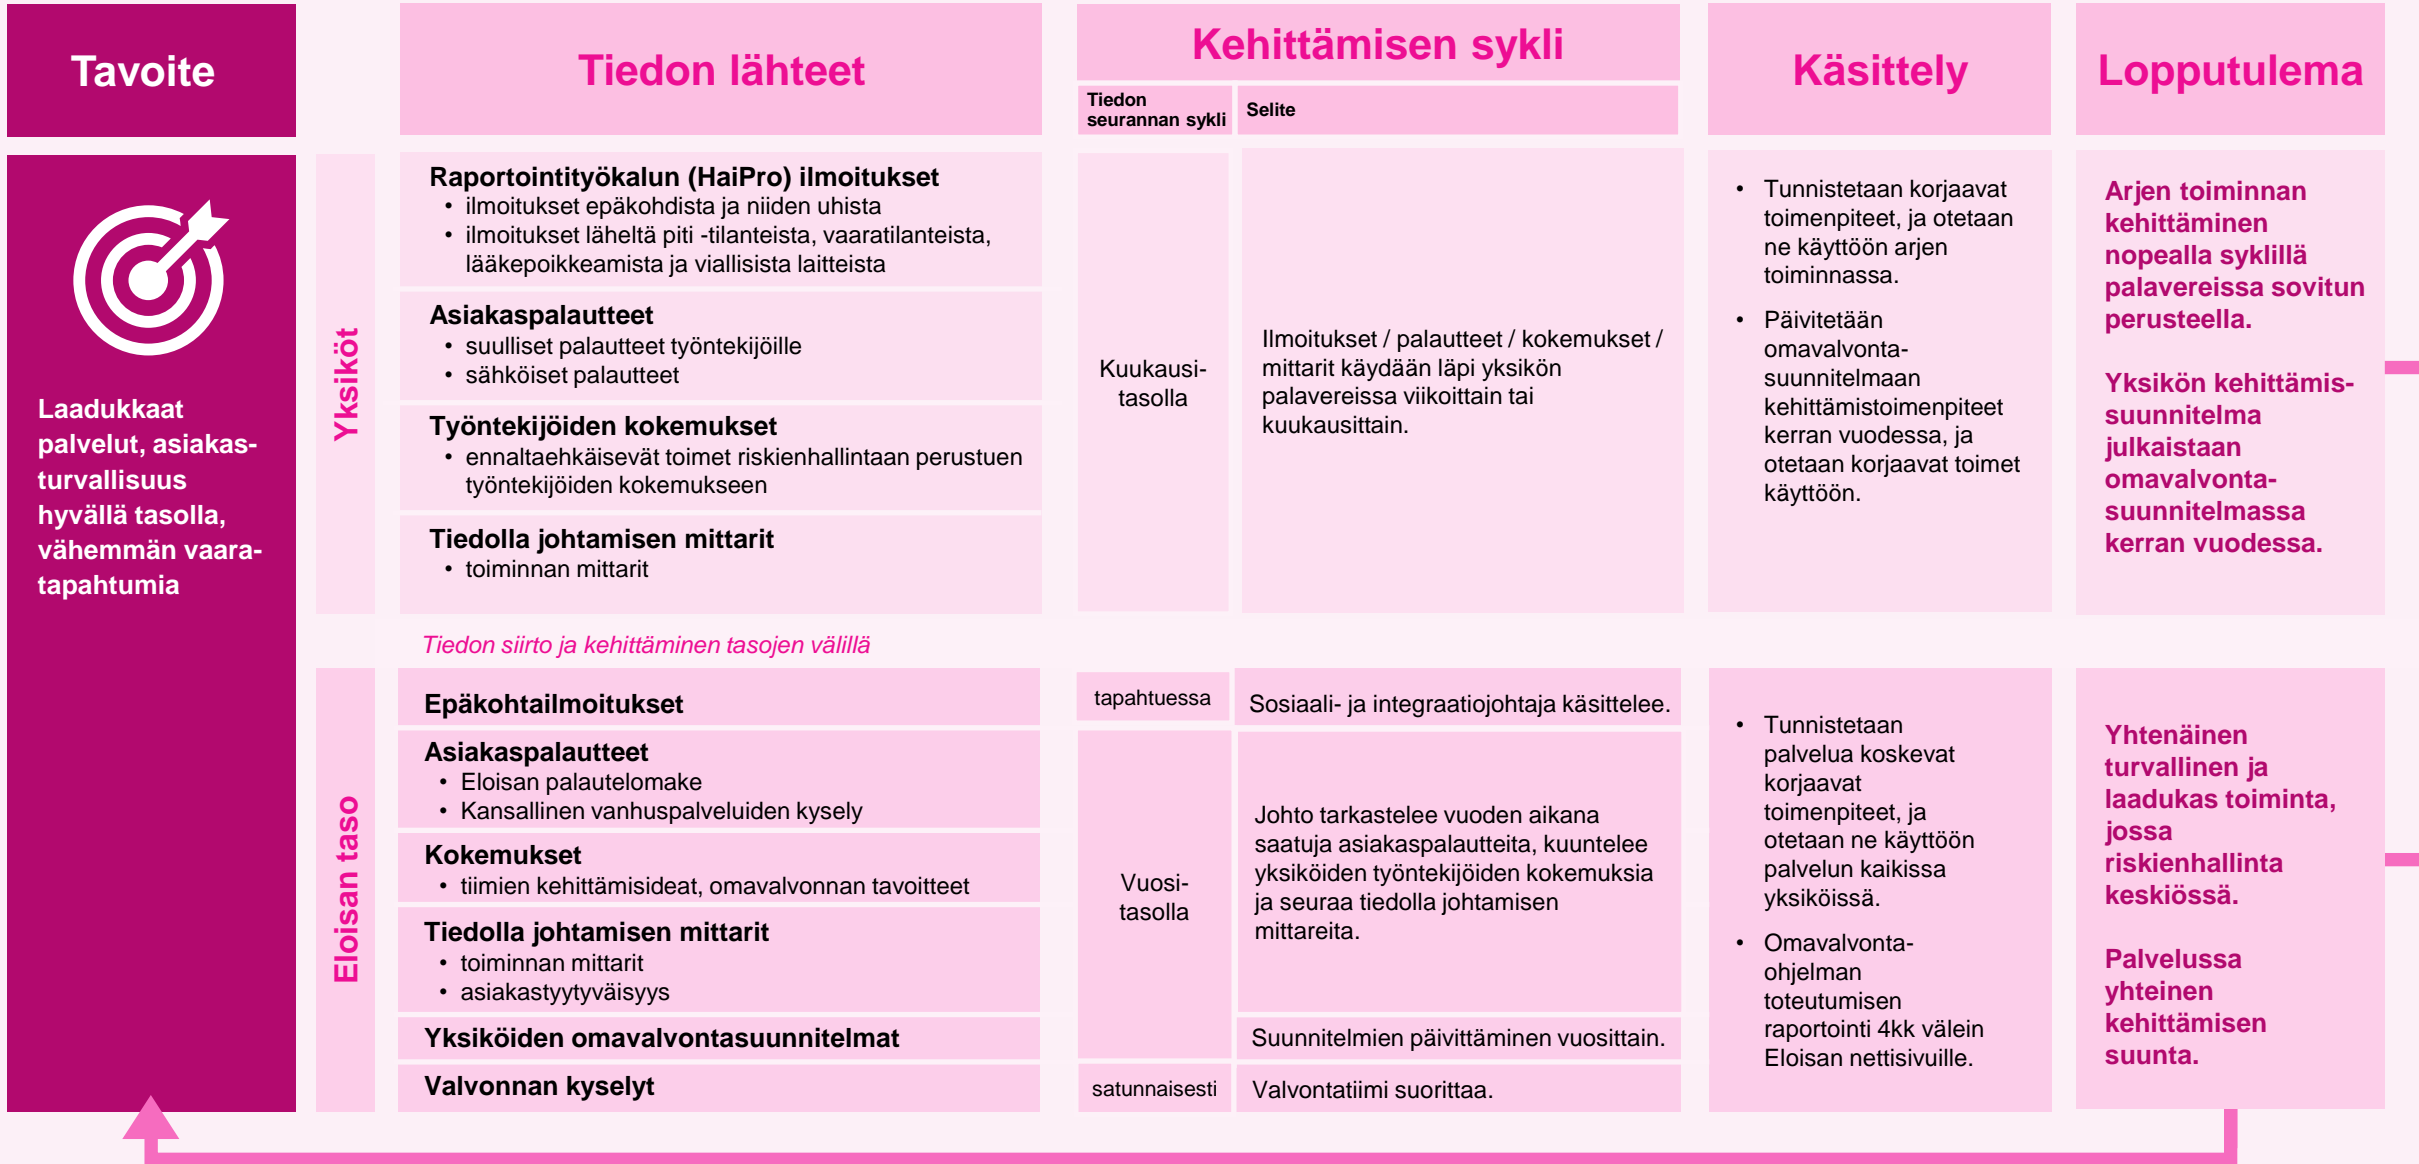 Tavoite
Tiedon lähteet
Kehittämisen sykli
Tiedon
seurannan sykli
Selite
Käsittely
Lopputulema
Laadukkaat
palvelut, asiakas-
turvallisuus
hyvällä tasolla,
vähemmän vaara-
tapahtumia
Yksiköt
Raportointityökalun (HaiPro) ilmoitukset
• ilmoitukset epäkohdista ja niiden uhista
• ilmoitukset läheltä piti -tilanteista, vaaratilanteista,
lääkepoikkeamista ja viallisista laitteista
Asiakaspalautteet
• suulliset palautteet työntekijöille
• sähköiset palautteet
Työntekijöiden kokemukset
• ennaltaehkäisevät toimet riskienhallintaan perustuen
työntekijöiden kokemukseen
Tiedolla johtamisen mittarit
• toiminnan mittarit
Kuukausi-
tasolla
Ilmoitukset / palautteet / kokemukset /
mittarit käydään läpi yksikön
palavereissa viikoittain tai
kuukausittain.
• Tunnistetaan korjaavat
toimenpiteet, ja otetaan
ne käyttöön arjen
toiminnassa.
• Päivitetään
omavalvonta-
suunnitelmaan
kehittämistoimenpiteet
kerran vuodessa, ja
otetaan korjaavat toimet
käyttöön.
Arjen toiminnan
kehittäminen
nopealla syklillä
palavereissa sovitun
perusteella.
Yksikön kehittämis-
suunnitelma
julkaistaan
omavalvonta-
suunnitelmassa
kerran vuodessa.
Tiedon siirto ja kehittäminen tasojen välillä
Eloisan taso
Epäkohtailmoitukset
Asiakaspalautteet
• Eloisan palautelomake
• Kansallinen vanhuspalveluiden kysely
Kokemukset
• tiimien kehittämisideat, omavalvonnan tavoitteet
Tiedolla johtamisen mittarit
• toiminnan mittarit
• asiakastyytyväisyys
Yksiköiden omavalvontasuunnitelmat
Valvonnan kyselyt
tapahtuessa
Sosiaali- ja integraatiojohtaja käsittelee.
Vuosi-
tasolla
Johto tarkastelee vuoden aikana
saatuja asiakaspalautteita, kuuntelee
yksiköiden työntekijöiden kokemuksia
ja seuraa tiedolla johtamisen
mittareita.
Suunnitelmien päivittäminen vuosittain.
satunnaisesti
Valvontatiimi suorittaa.
• Tunnistetaan
palvelua koskevat
korjaavat
toimenpiteet, ja
otetaan ne käyttöön
palvelun kaikissa
yksiköissä.
• Omavalvonta-
ohjelman
toteutumisen
raportointi 4kk välein
Eloisan nettisivuille.
Yhtenäinen
turvallinen ja
laadukas toiminta,
jossa
riskienhallinta
keskiössä.
Palvelussa
yhteinen
kehittämisen
suunta.